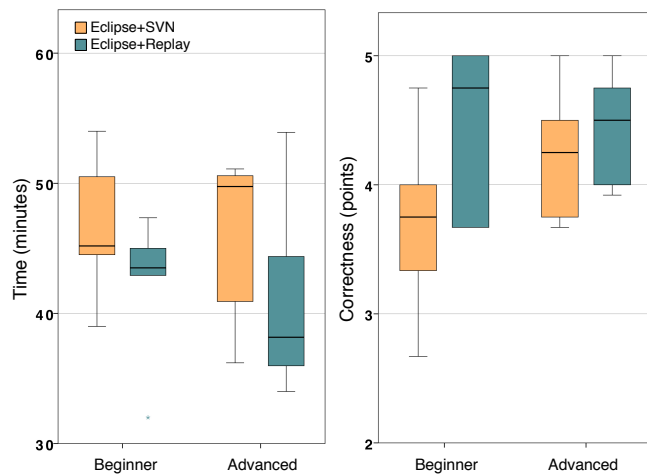 Eclipse+SVN
Eclipse+Replay
Time (minutes)
60
50
40
30
Beginner
Advanced
Correctness (points)
5
4
3
2
Beginner
Advanced